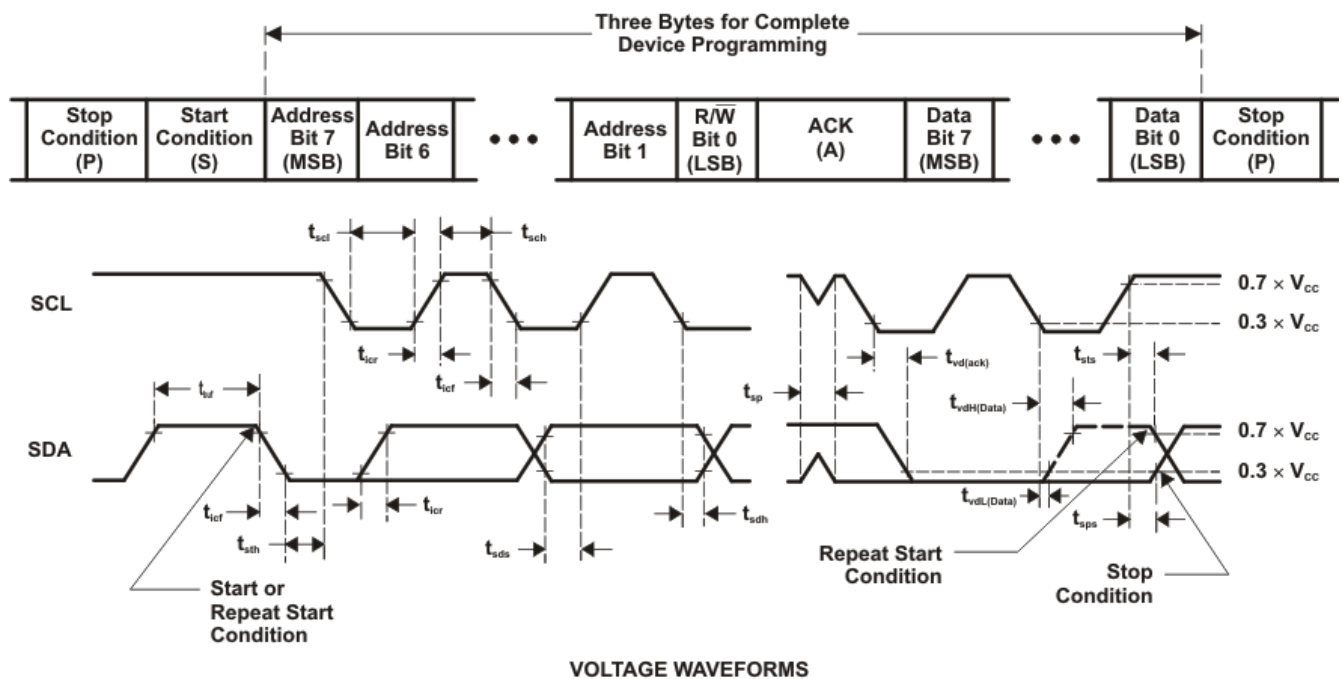 Three Bytes for Complete
Device Programming
Stop
Condition
(P)
Start
Condition
(S)
Address
Bit 7
(MSB)
Address
Bit 6
•••
Address
Bit 1
R/W̅
Bit 0
(LSB)
ACK
(A)
Data
Bit 7
(MSB)
•••
Data
Bit 0
(LSB)
Stop
Condition
(P)
tscl
tsch
SCL
0.7 × Vcc
0.3 × Vcc
ticr
ticf
tvd(ack)
tsts
tbuf
tsp
tvdH(Data)
SDA
0.7 × Vcc
0.3 × Vcc
ticf
ticr
tsth
tsds
tsdh
tvdL(Data)
tsps
Start or
Repeat Start
Condition
Repeat Start
Condition
Stop
Condition
VOLTAGE WAVEFORMS